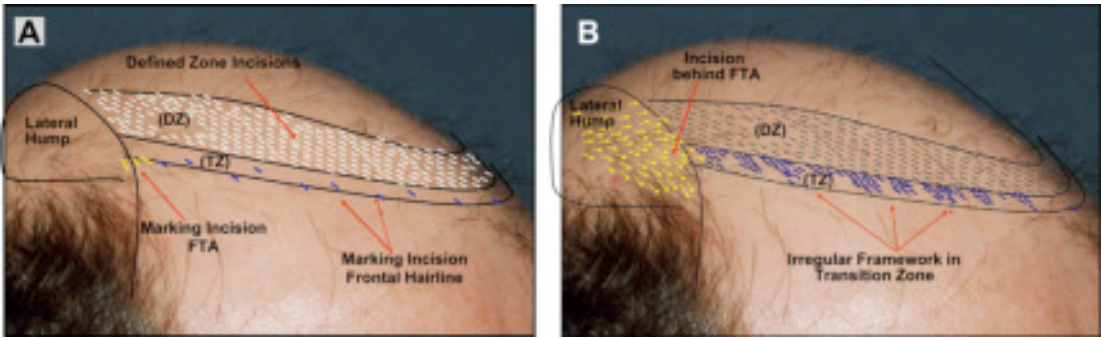 A
Defined Zone Incisions
(DZ)
Lateral
Hump
(TZ)
Marking Incision
FTA
Marking Incision
Frontal Hairline
B
Incision
behind FTA
Lateral
Hump
(DZ)
(TZ)
Irregular Framework in
Transition Zone